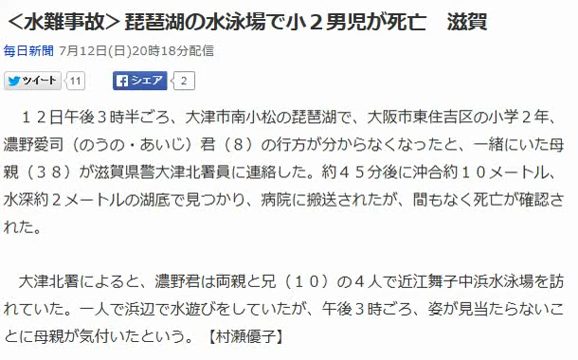 ＜水難事故＞琵琶湖の水泳場で小２男児が死亡　滋賀
毎日新聞 7月12日(日)20時18分配信
ツイート 11 シェア 2
　１２日午後３時半ごろ、大津市南小松の琵琶湖で、大阪市東住吉区の小学２年、
濃野愛司（のうの・あいじ）君（８）の行方が分からなくなったと、一緒にいた母
親（３８）が滋賀県警大津北署員に連絡した。約４５分後に沖合約１０メートル、
水深約２メートルの湖底で見つかり、病院に搬送されたが、間もなく死亡が確認さ
れた。
　大津北署によると、濃野君は両親と兄（１０）の４人で近江舞子中浜水泳場を訪
れていた。一人で浜辺で水遊びをしていたが、午後３時ごろ、姿が見当たらないこ
とに母親が気付いたという。【村瀬優子】